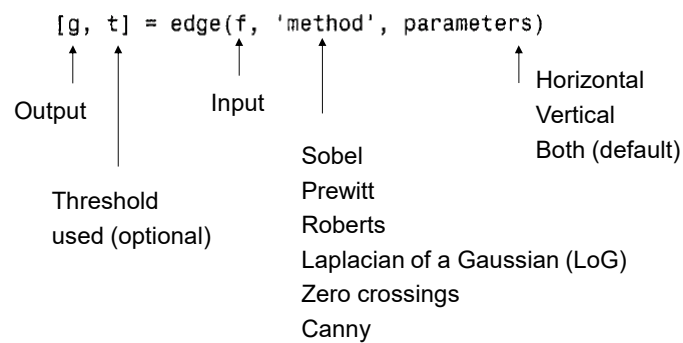 [g, t] = edge(f, 'method', parameters)
Output
Input
Horizontal
Vertical
Both (default)
Threshold
used (optional)
Sobel
Prewitt
Roberts
Laplacian of a Gaussian (LoG)
Zero crossings
Canny